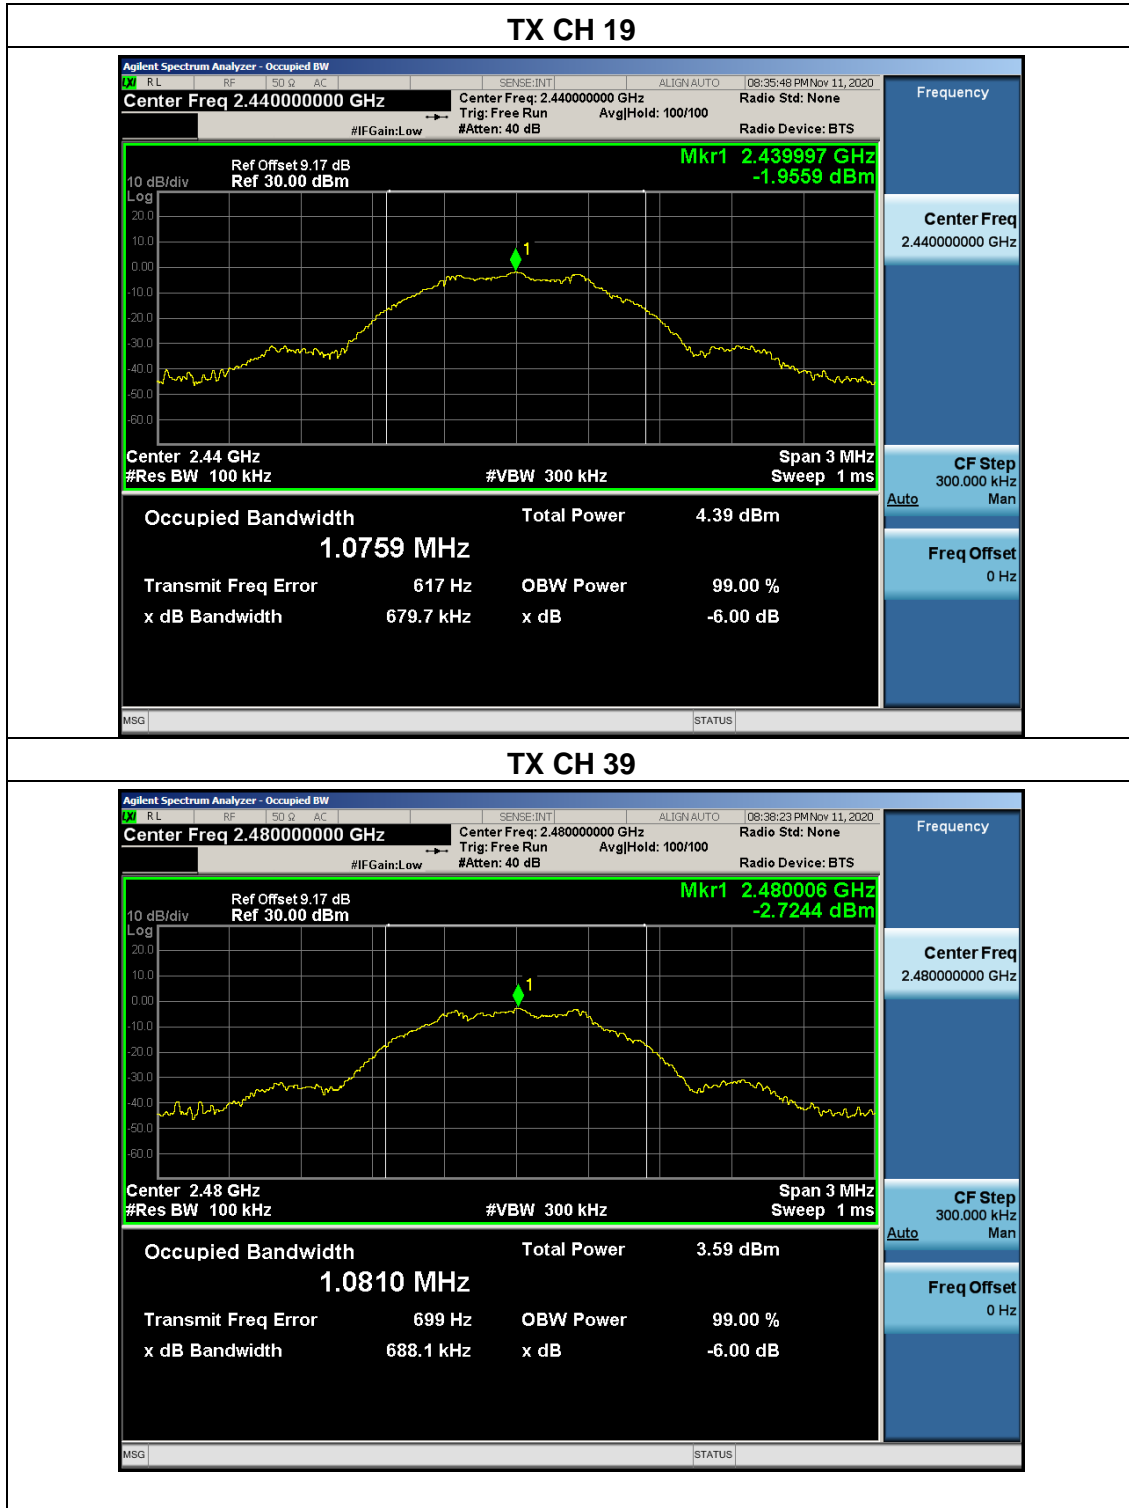 TX CH 19
Agilent Spectrum Analyzer - Occupied BW
LXI RL RF 50 Ω AC SENSE:INT ALIGN AUTO 08:35:48 PM Nov 11, 2020
Center Freq 2.440000000 GHz
Center Freq: 2.440000000 GHz
Radio Std: None
Trig: Free Run Avg|Hold: 100/100
#IFGain:Low #Atten: 40 dB Radio Device: BTS
Frequency
Mkr1 2.439997 GHz
-1.9559 dBm
Ref Offset 9.17 dB
10 dB/div Ref 30.00 dBm
Log
20.0
10.0
0.00
-10.0
-20.0
-30.0
-40.0
-50.0
-60.0
1
Center 2.44 GHz Span 3 MHz
#Res BW 100 kHz #VBW 300 kHz Sweep 1 ms
Center Freq
2.440000000 GHz
CF Step
300.000 kHz
Auto Man
Freq Offset
0 Hz
Occupied Bandwidth Total Power 4.39 dBm
1.0759 MHz
Transmit Freq Error 617 Hz OBW Power 99.00 %
x dB Bandwidth 679.7 kHz x dB -6.00 dB
MSG STATUS
TX CH 39
Agilent Spectrum Analyzer - Occupied BW
LXI RL RF 50 Ω AC SENSE:INT ALIGN AUTO 08:38:23 PM Nov 11, 2020
Center Freq 2.480000000 GHz
Center Freq: 2.480000000 GHz
Radio Std: None
Trig: Free Run Avg|Hold: 100/100
#IFGain:Low #Atten: 40 dB Radio Device: BTS
Frequency
Mkr1 2.480006 GHz
-2.7244 dBm
Ref Offset 9.17 dB
10 dB/div Ref 30.00 dBm
Log
20.0
10.0
0.00
-10.0
-20.0
-30.0
-40.0
-50.0
-60.0
1
Center 2.48 GHz Span 3 MHz
#Res BW 100 kHz #VBW 300 kHz Sweep 1 ms
Center Freq
2.480000000 GHz
CF Step
300.000 kHz
Auto Man
Freq Offset
0 Hz
Occupied Bandwidth Total Power 3.59 dBm
1.0810 MHz
Transmit Freq Error 699 Hz OBW Power 99.00 %
x dB Bandwidth 688.1 kHz x dB -6.00 dB
MSG STATUS